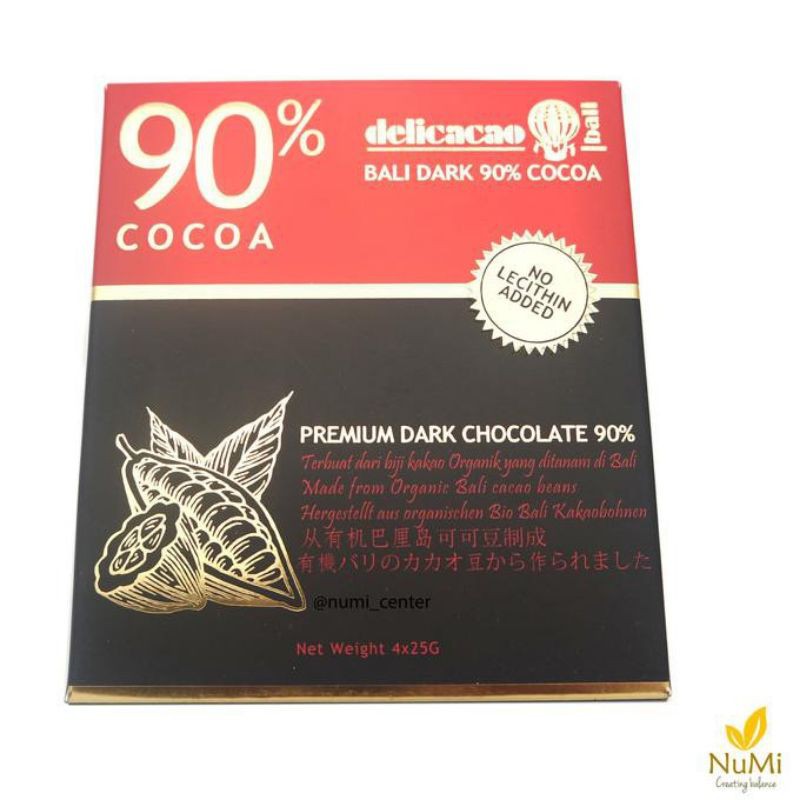 90%
COCOA
delicacao bali
BALI DARK 90% COCOA
NO
LECITHIN
ADDED
PREMIUM DARK CHOCOLATE 90%
Terbuat dari biji kakao Organik yang ditanam di Bali
Made from Organic Bali cacao beans
Hergestellt aus organischen Bio Bali Kakaobohnen
从有机巴厘岛可可豆制成
有機バリのカカオ豆から作られました
@numi_center
Net Weight 4x25G
NuMi
Creating balance